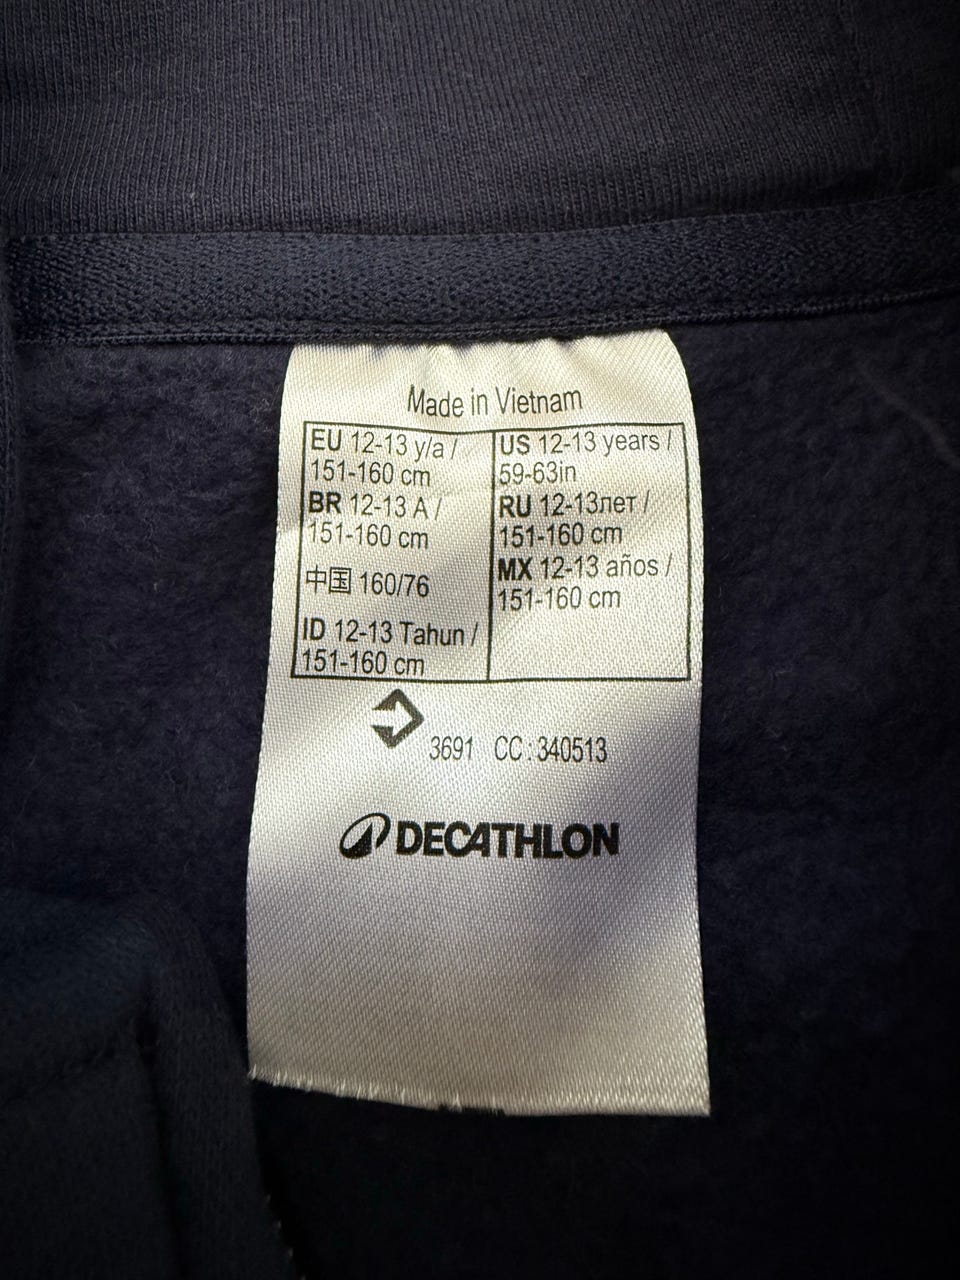 Made in Vietnam
EU 12-13 y/a /
151-160 cm
BR 12-13 A /
151-160 cm
中国 160/76
ID 12-13 Tahun /
151-160 cm
US 12-13 years /
59-63in
RU 12-13лет /
151-160 cm
MX 12-13 años /
151-160 cm
3691 CC : 340513
DECATHLON